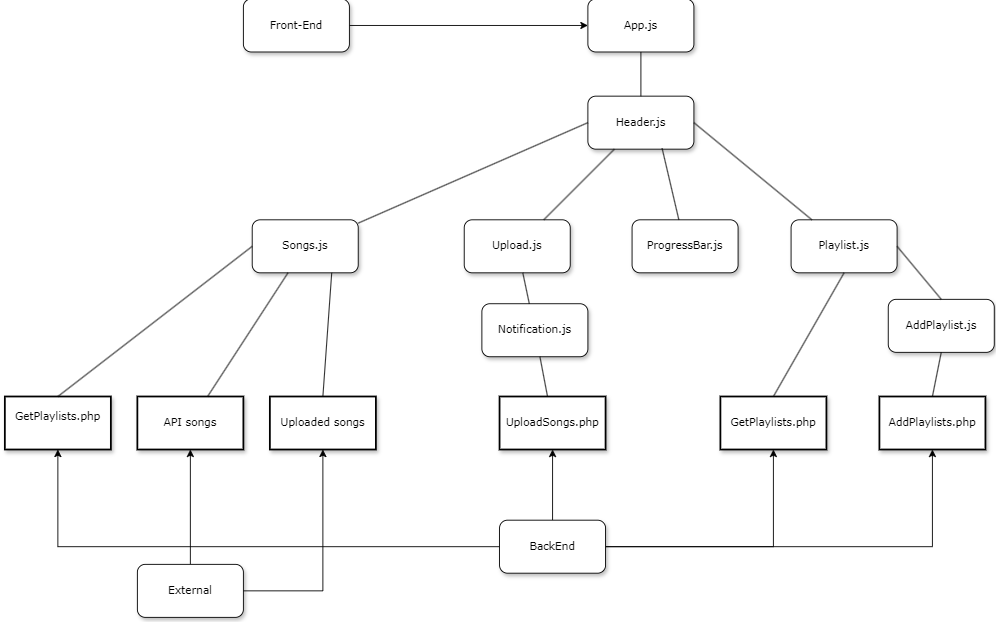 Front-End
App.js
Header.js
Songs.js
Upload.js
ProgressBar.js
Playlist.js
Notification.js
AddPlaylist.js
GetPlaylists.php
API songs
Uploaded songs
UploadSongs.php
GetPlaylists.php
AddPlaylists.php
BackEnd
External